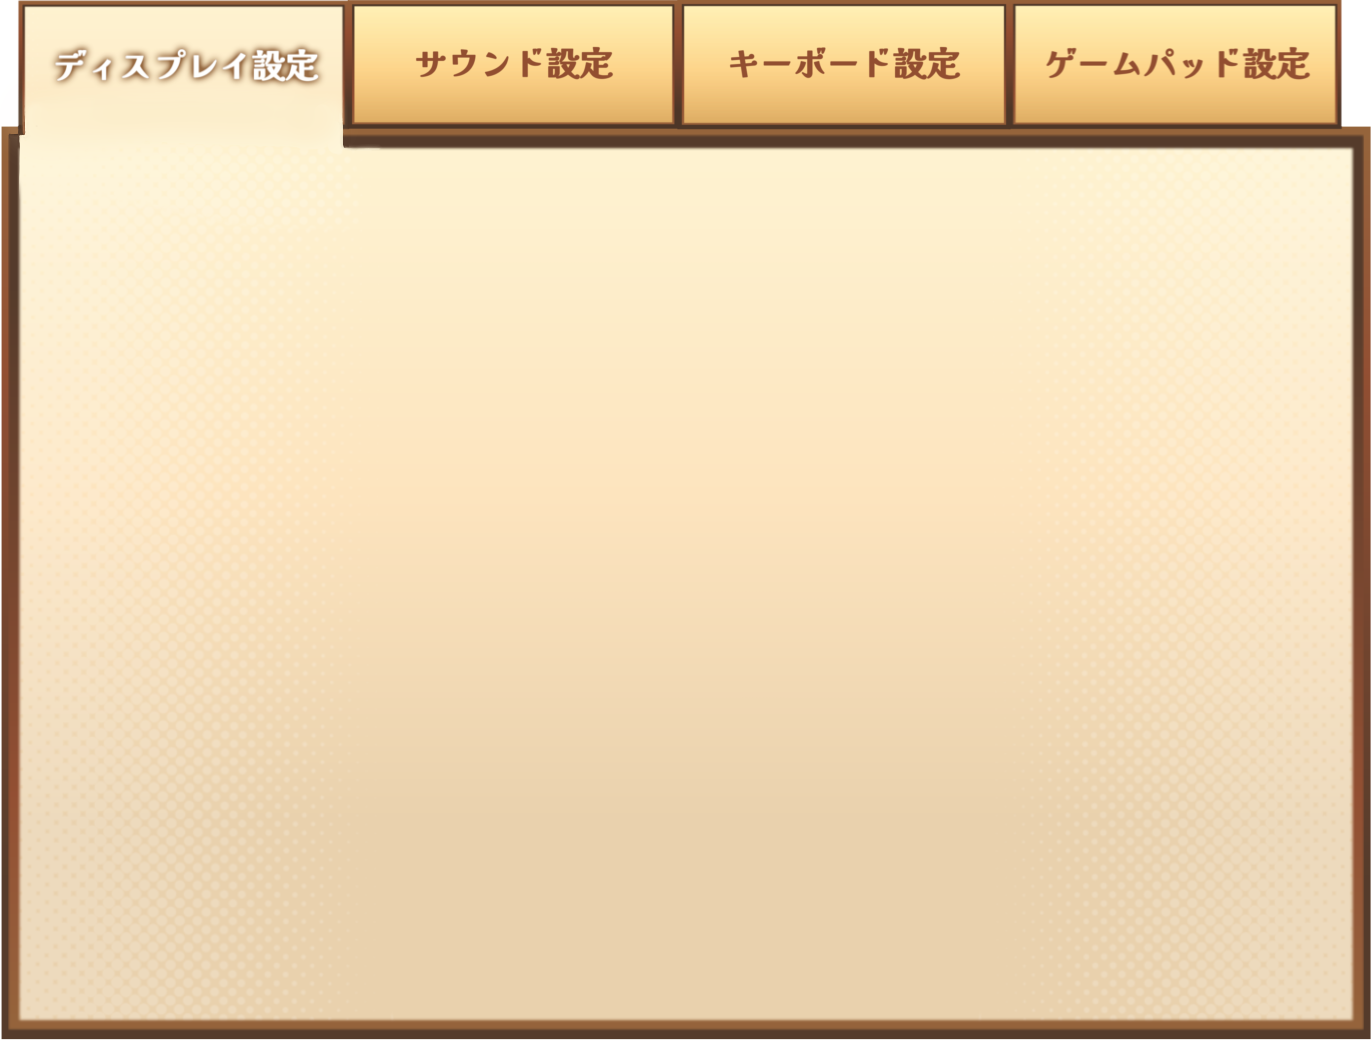 ディスプレイ設定
サウンド設定
キーボード設定
ゲームパッド設定